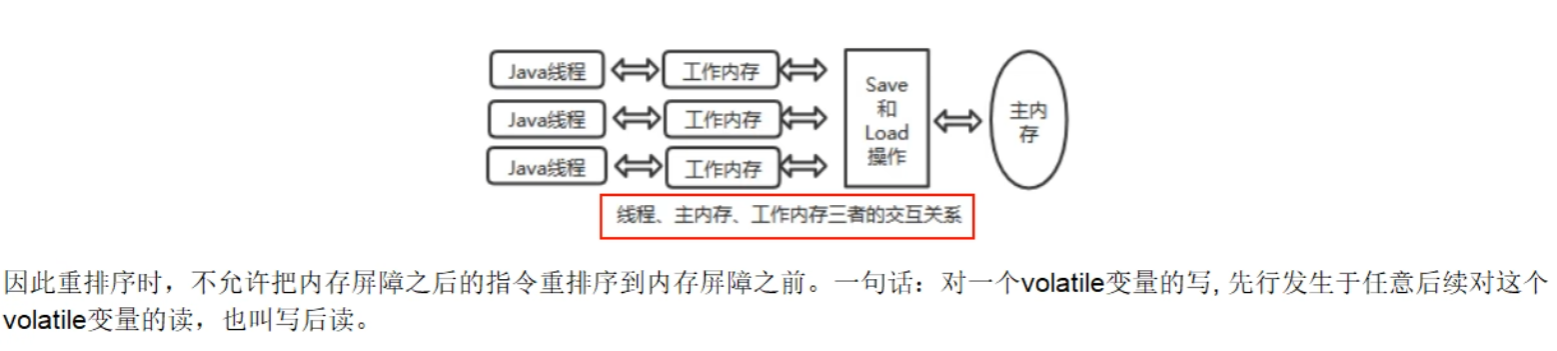 Java线程 工作内存
Java线程 工作内存
Java线程 工作内存
Save
和
Load
操作
主内
存
线程、主内存、工作内存三者的交互关系
因此重排序时，不允许把内存屏障之后的指令重排序到内存屏障之前。一句话：对一个volatile变量的写, 先行发生于任意后续对这个
volatile变量的读，也叫写后读。